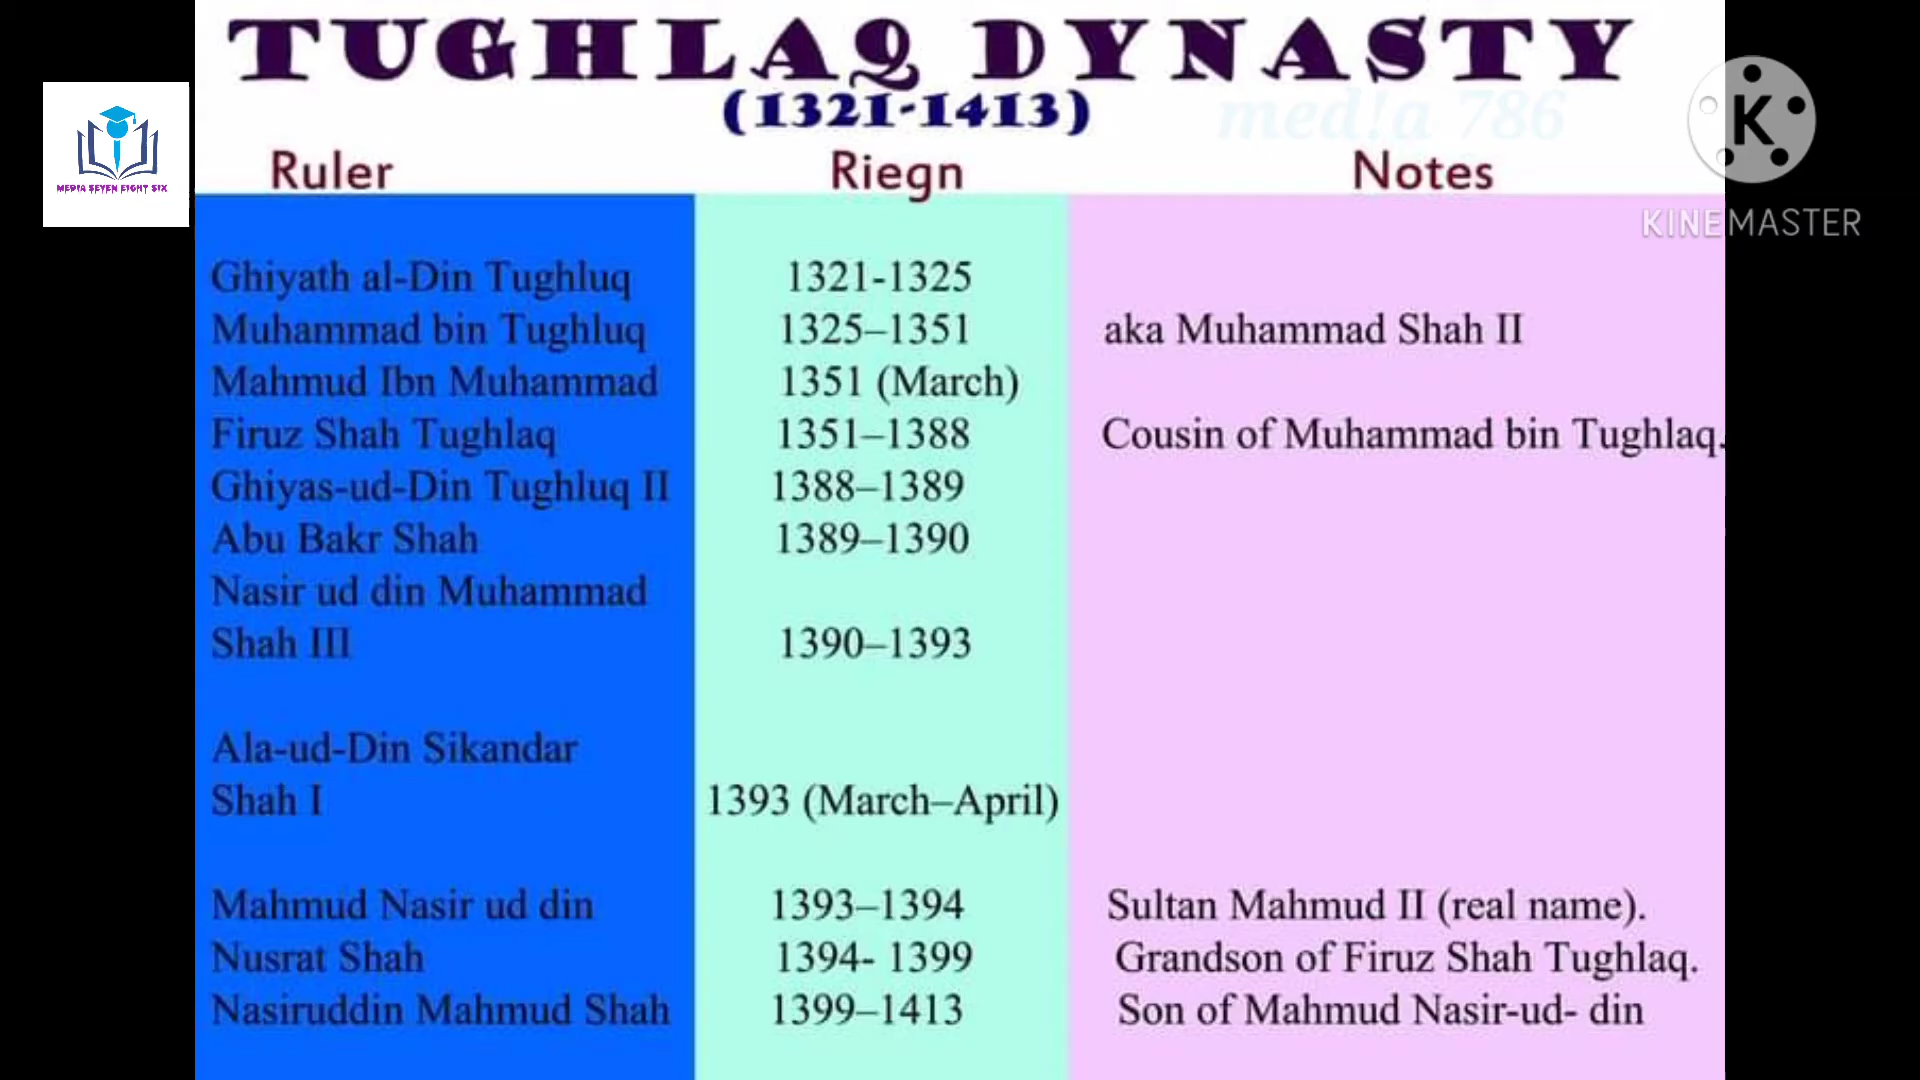 TUGHLAQ DYNASTY
(1321-1413)
med!a 786
K
KINEMASTER
MEDIA SEVEN EIGHT SIX
Ruler Riegn Notes
Ghiyath al-Din Tughluq 1321-1325
Muhammad bin Tughluq 1325–1351 aka Muhammad Shah II
Mahmud Ibn Muhammad 1351 (March)
Firuz Shah Tughlaq 1351–1388 Cousin of Muhammad bin Tughlaq.
Ghiyas-ud-Din Tughluq II 1388–1389
Abu Bakr Shah 1389–1390
Nasir ud din Muhammad
Shah III 1390–1393
Ala-ud-Din Sikandar
Shah I 1393 (March–April)
Mahmud Nasir ud din 1393–1394 Sultan Mahmud II (real name).
Nusrat Shah 1394- 1399 Grandson of Firuz Shah Tughlaq.
Nasiruddin Mahmud Shah 1399–1413 Son of Mahmud Nasir-ud- din